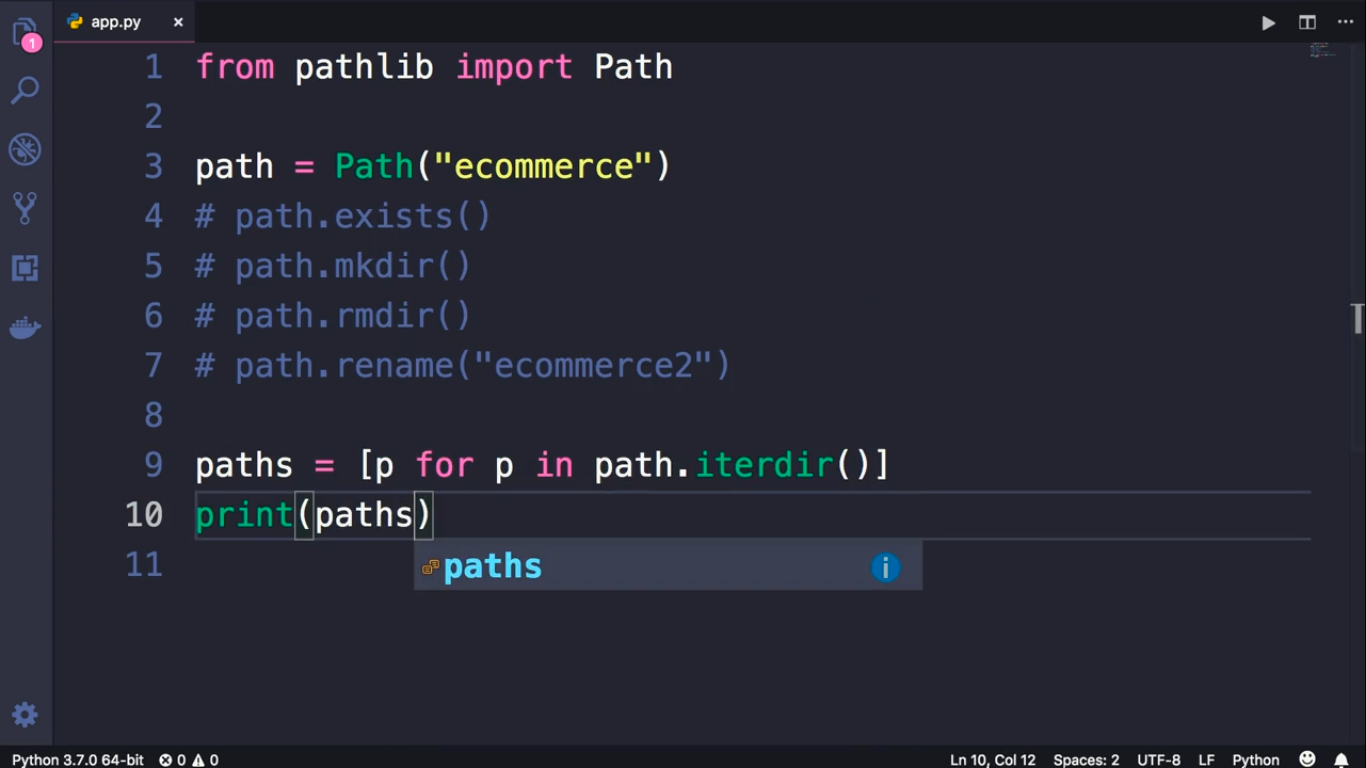 app.py
1
1 from pathlib import Path
2
3 path = Path("ecommerce")
4 # path.exists()
5 # path.mkdir()
6 # path.rmdir()
7 # path.rename("ecommerce2")
8
9 paths = [p for p in path.iterdir()]
10 print(paths)
paths
11
Python 3.7.0 64-bit 0 0 Ln 10, Col 12 Spaces: 2 UTF-8 LF Python